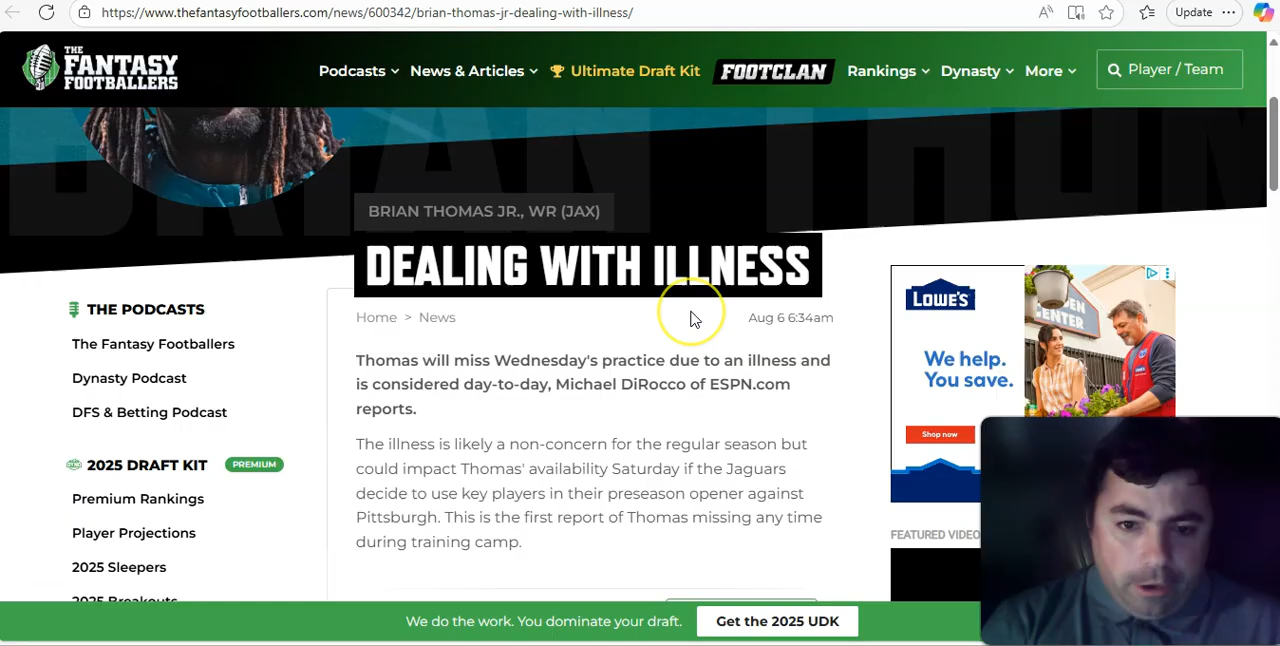 https://www.thefantasyfootballers.com/news/600342/brian-thomas-jr-dealing-with-illness/
Update
THE
FANTASY
FOOTBALLERS
Podcasts
News & Articles
Ultimate Draft Kit
FOOTCLAN
Rankings
Dynasty
More
Player / Team
BRIAN THOMAS JR., WR (JAX)
DEALING WITH ILLNESS
Home > News
Aug 6 6:34am
Thomas will miss Wednesday's practice due to an illness and
is considered day-to-day, Michael DiRocco of ESPN.com
reports.
The illness is likely a non-concern for the regular season but
could impact Thomas' availability Saturday if the Jaguars
decide to use key players in their preseason opener against
Pittsburgh. This is the first report of Thomas missing any time
during training camp.
THE PODCASTS
The Fantasy Footballers
Dynasty Podcast
DFS & Betting Podcast
2025 DRAFT KIT PREMIUM
Premium Rankings
Player Projections
2025 Sleepers
2025 Breakouts
LOWE'S
We help.
You save.
Shop now
GARDEN
CENTER
FEATURED VIDEO
We do the work. You dominate your draft.
Get the 2025 UDK